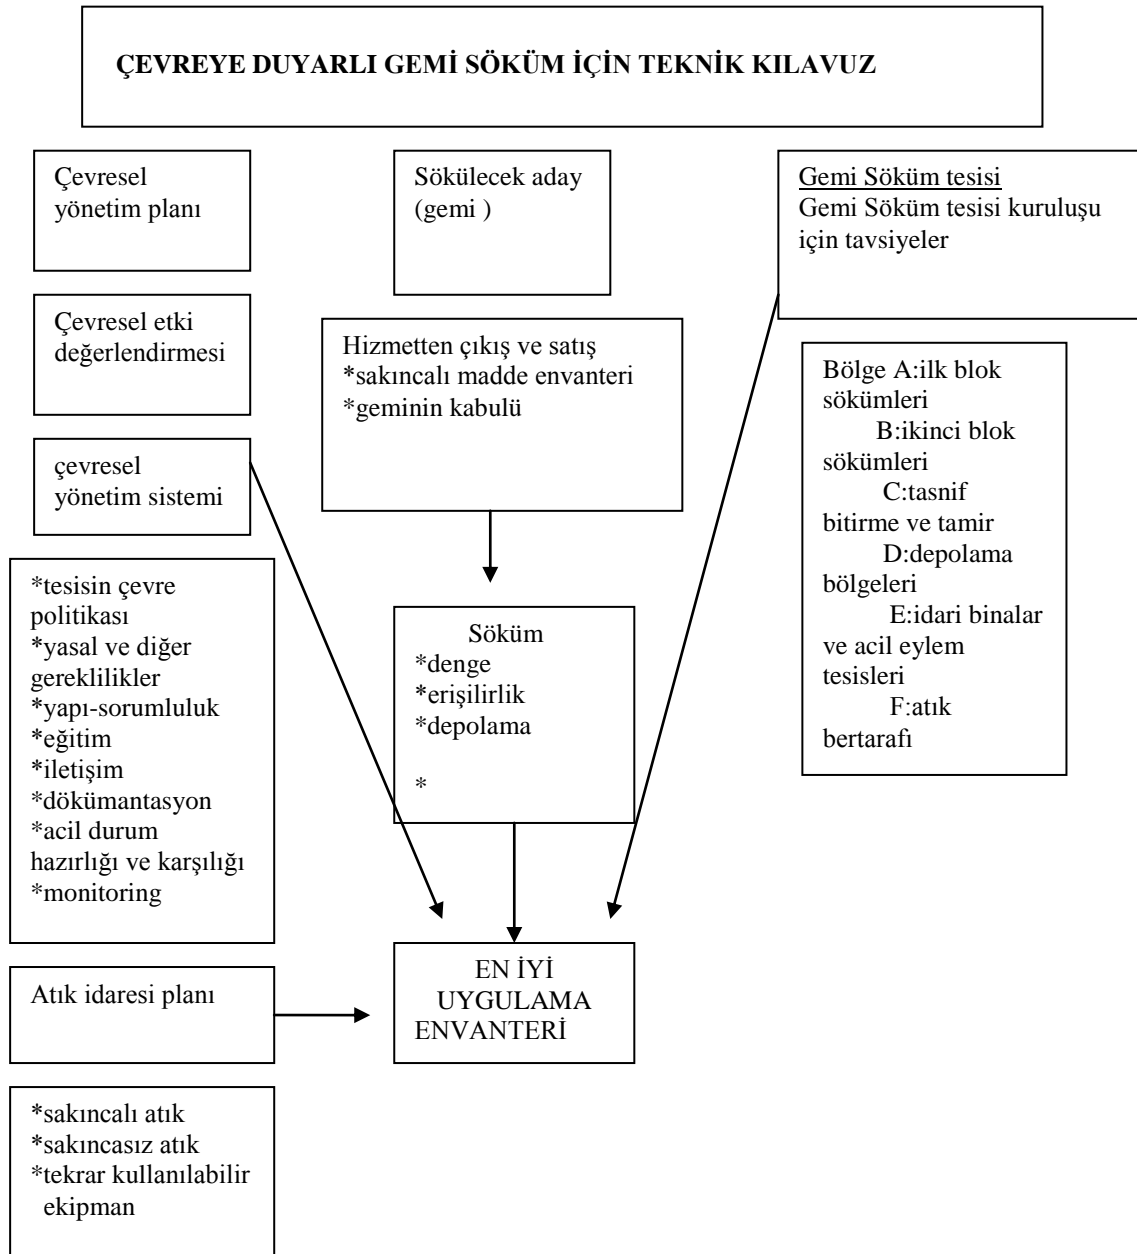 ÇEVREYE DUYARLI GEMİ SÖKÜM İÇİN TEKNİK KILAVUZ
Çevresel
yönetim planı
Sökülecek aday
(gemi )
Gemi Söküm tesisi
Gemi Söküm tesisi kuruluşu
için tavsiyeler
Çevresel etki
değerlendirmesi
Hizmetten çıkış ve satış
*sakıncalı madde envanteri
*geminin kabulü
Bölge A:ilk blok
sökümleri
B:ikinci blok
sökümleri
C:tasnif
bitirme ve tamir
D:depolama
bölgeleri
E:idari binalar
ve acil eylem
tesisleri
F:atık
bertarafı
çevresel
yönetim sistemi
*tesisin çevre
politikası
*yasal ve diğer
gereklilikler
*yapı-sorumluluk
*eğitim
*iletişim
*dökümantasyon
*acil durum
hazırlığı ve karşılığı
*monitoring
Söküm
*denge
*erişilirlik
*depolama
*
Atık idaresi planı
EN İYİ
UYGULAMA
ENVANTERİ
*sakıncalı atık
*sakıncasız atık
*tekrar kullanılabilir
ekipman